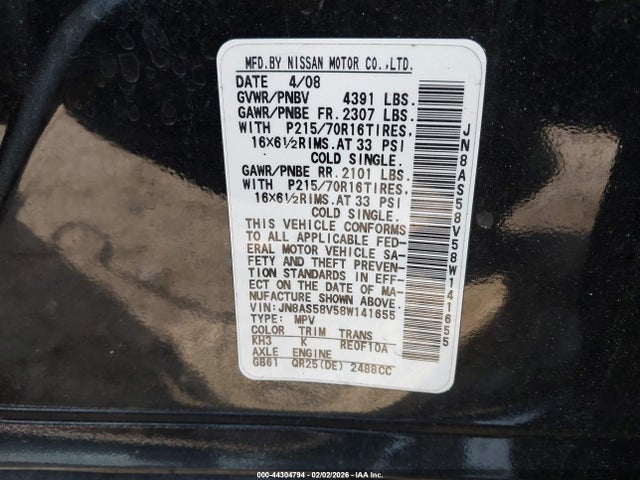 MFD.BY NISSAN MOTOR CO.,LTD.
DATE 4/08
GVWR/PNBV 4391 LBS.
GAWR/PNBE FR.2307 LBS.
WITH P215/70R16TIRES,
16X6½RIMS.AT 33 PSI
COLD SINGLE.
GAWR/PNBE RR.2101 LBS.
WITH P215/70R16TIRES,
16X6½RIMS.AT 33 PSI
COLD SINGLE.
THIS VEHICLE CONFORMS
TO ALL APPLICABLE FED-
ERAL MOTOR VEHICLE SA-
FETY AND THEFT PREVEN-
TION STANDARDS IN EFF-
ECT ON THE DATE OF MA-
NUFACTURE SHOWN ABOVE.
VIN:JN8AS58V58W141655
TYPE: MPV
COLOR TRIM TRANS
KH3 K RE0F10A
AXLE ENGINE
GB61 QR25(DE) 2488CC
JN8AS58V58W141655
000-44304794 - 02/02/2026 - IAA Inc.